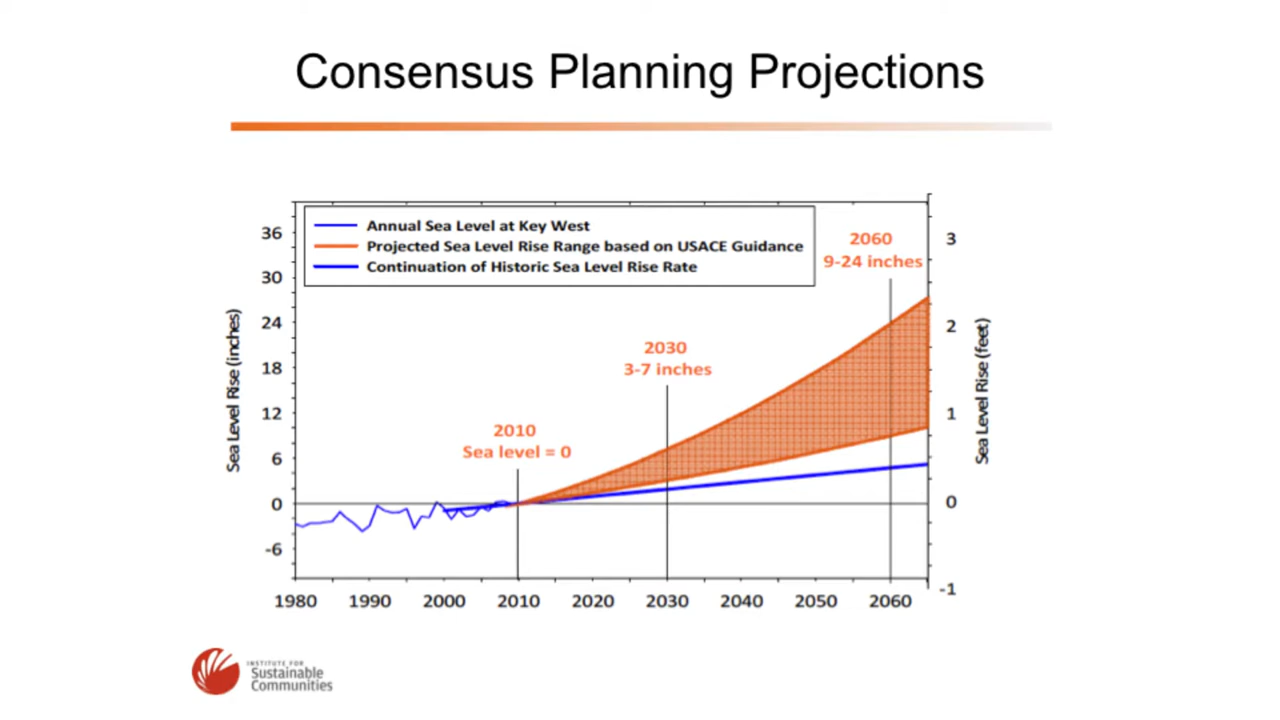 Consensus Planning Projections
Annual Sea Level at Key West
Projected Sea Level Rise Range based on USACE Guidance
Continuation of Historic Sea Level Rise Rate
2060
9-24 inches
2030
3-7 inches
2010
Sea level = 0
Sea Level Rise (inches)
36
30
24
18
12
6
0
-6
3
2
1
0
-1
Sea Level Rise (feet)
1980 1990 2000 2010 2020 2030 2040 2050 2060
INSTITUTE FOR
Sustainable
Communities